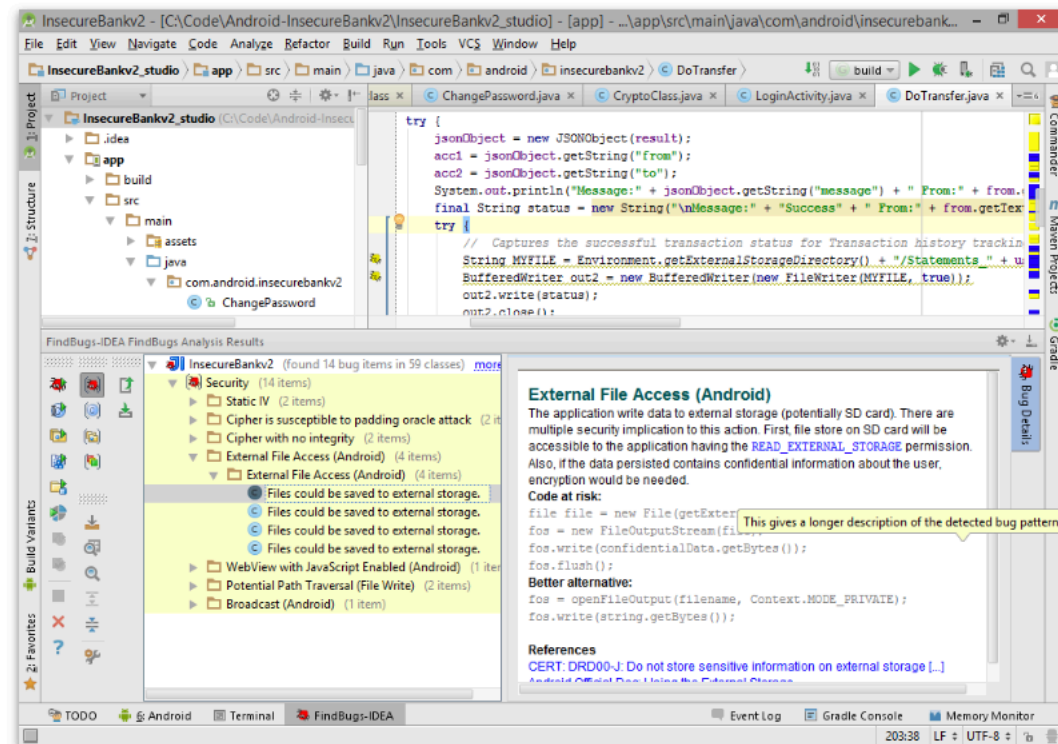 InsecureBankv2 - [C:\Code\Android-InsecureBankv2\InsecureBankv2_studio] - [app] - ...\app\src\main\java\com\android\insecurebank...
File Edit View Navigate Code Analyze Refactor Build Run Tools VCS Window Help
InsecureBankv2_studio app src main java com android insecurebankv2 DoTransfer build
1: Project
Z: Structure
Build Variants
2: Favorites
Project
InsecureBankv2_studio (C:\Code\Android-Insecu
.idea
app
build
src
main
assets
java
com.android.insecurebankv2
ChangePassword
lass ChangePassword.java CryptoClass.java LoginActivity.java DoTransfer.java
try {
jsonObject = new JSONObject(result);
acc1 = jsonObject.getString("from");
acc2 = jsonObject.getString("to");
System.out.println("Message:" + jsonObject.getString("message") + " From:" + from.
final String status = new String("\nMessage:" + "Success" + " From:" + from.getTex
try {
// Captures the successful transaction status for Transaction history trackin
String MYFILE = Environment.getExternalStorageDirectory() + "/Statements_" + u
BufferedWriter out2 = new BufferedWriter(new FileWriter(MYFILE, true));
out2.write(status);
out2.close();
Commander
Maven Projects
Gradle
FindBugs-IDEA FindBugs Analysis Results
InsecureBankv2 (found 14 bug items in 59 classes) more
Security (14 items)
Static IV (2 items)
Cipher is susceptible to padding oracle attack (2 it
Cipher with no integrity (2 items)
External File Access (Android) (4 items)
External File Access (Android) (4 items)
Files could be saved to external storage.
Files could be saved to external storage.
Files could be saved to external storage.
Files could be saved to external storage.
WebView with JavaScript Enabled (Android) (1 iter
Potential Path Traversal (File Write) (2 items)
Broadcast (Android) (1 item)
External File Access (Android)
The application write data to external storage (potentially SD card). There are
multiple security implication to this action. First, file store on SD card will be
accessible to the application having the READ_EXTERNAL_STORAGE permission.
Also, if the data persisted contains confidential information about the user,
encryption would be needed.
Code at risk:
file file = new File(getExter
fos = new FileOutputStream(
fos.write(confidentialData.getBytes());
fos.flush();
This gives a longer description of the detected bug pattern
Better alternative:
fos = openFileOutput(filename, Context.MODE_PRIVATE);
fos.write(string.getBytes());
References
CERT: DRD00-J: Do not store sensitive information on external storage [...]
Bug Details
TODO 6: Android Terminal FindBugs-IDEA Event Log Gradle Console Memory Monitor
203:38 LF UTF-8